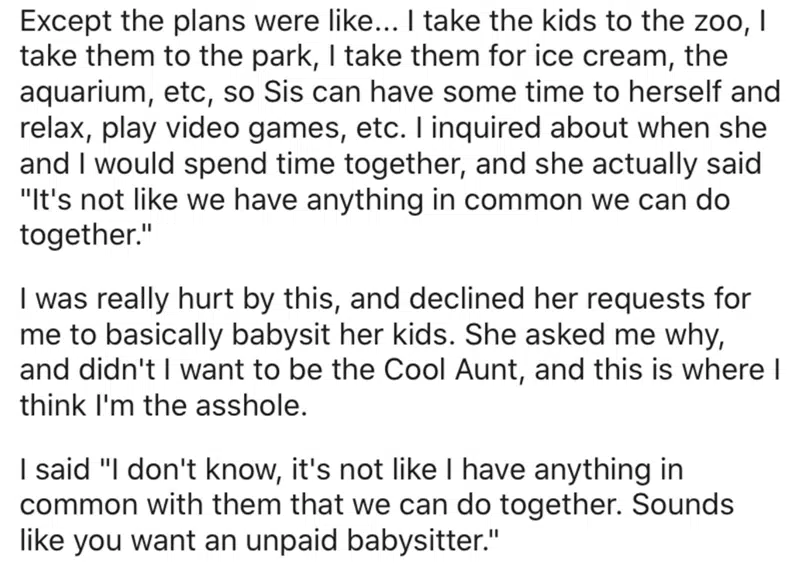 Except the plans were like... I take the kids to the zoo, I
take them to the park, I take them for ice cream, the
aquarium, etc, so Sis can have some time to herself and
relax, play video games, etc. I inquired about when she
and I would spend time together, and she actually said
"It's not like we have anything in common we can do
together."
I was really hurt by this, and declined her requests for
me to basically babysit her kids. She asked me why,
and didn't I want to be the Cool Aunt, and this is where I
think I'm the asshole.
I said "I don't know, it's not like I have anything in
common with them that we can do together. Sounds
like you want an unpaid babysitter."